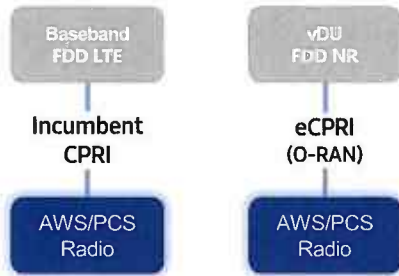 Baseband
FDD LTE
Incumbent
CPRI
AWS/PCS
Radio
vDU
FDD NR
eCPRI
(O-RAN)
AWS/PCS
Radio